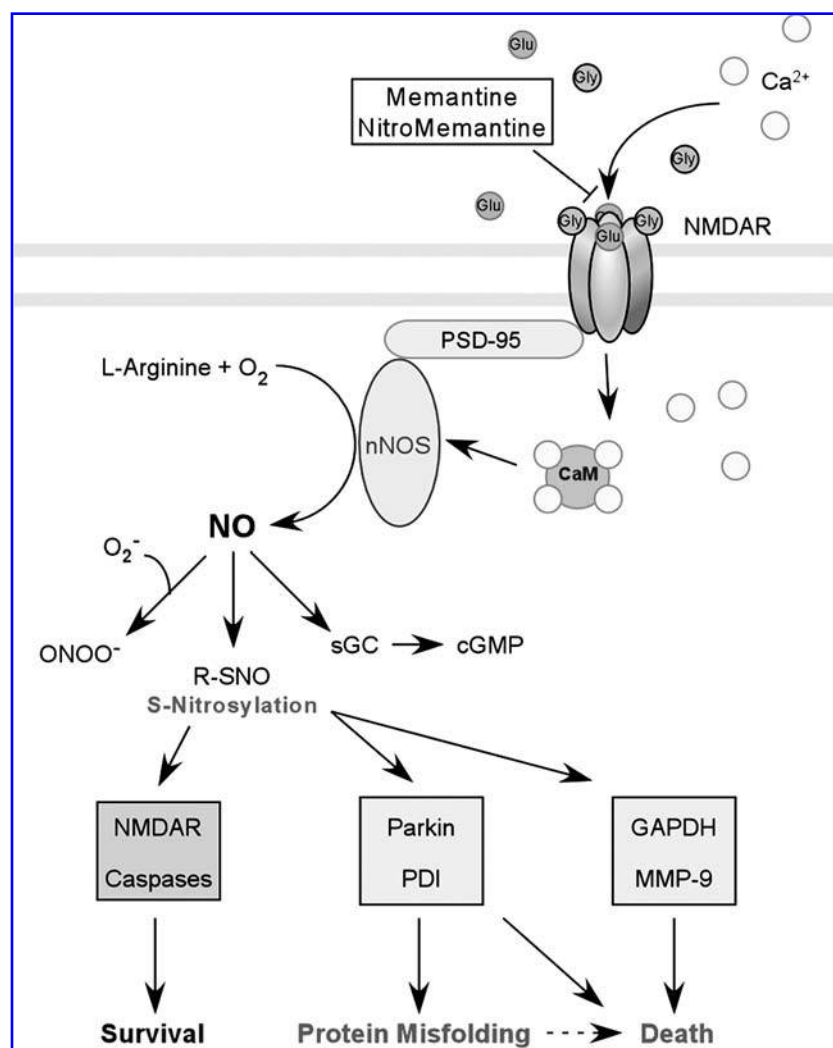 Glu
Gly
Ca2+
Memantine
NitroMemantine
Gly
Glu
Gly
Gly
Glu
NMDAR
PSD-95
L-Arginine + O2
nNOS
CaM
NO
O2-
ONOO-
sGC
cGMP
R-SNO
S-Nitrosylation
NMDAR
Caspases
Parkin
PDI
GAPDH
MMP-9
Survival
Protein Misfolding
Death